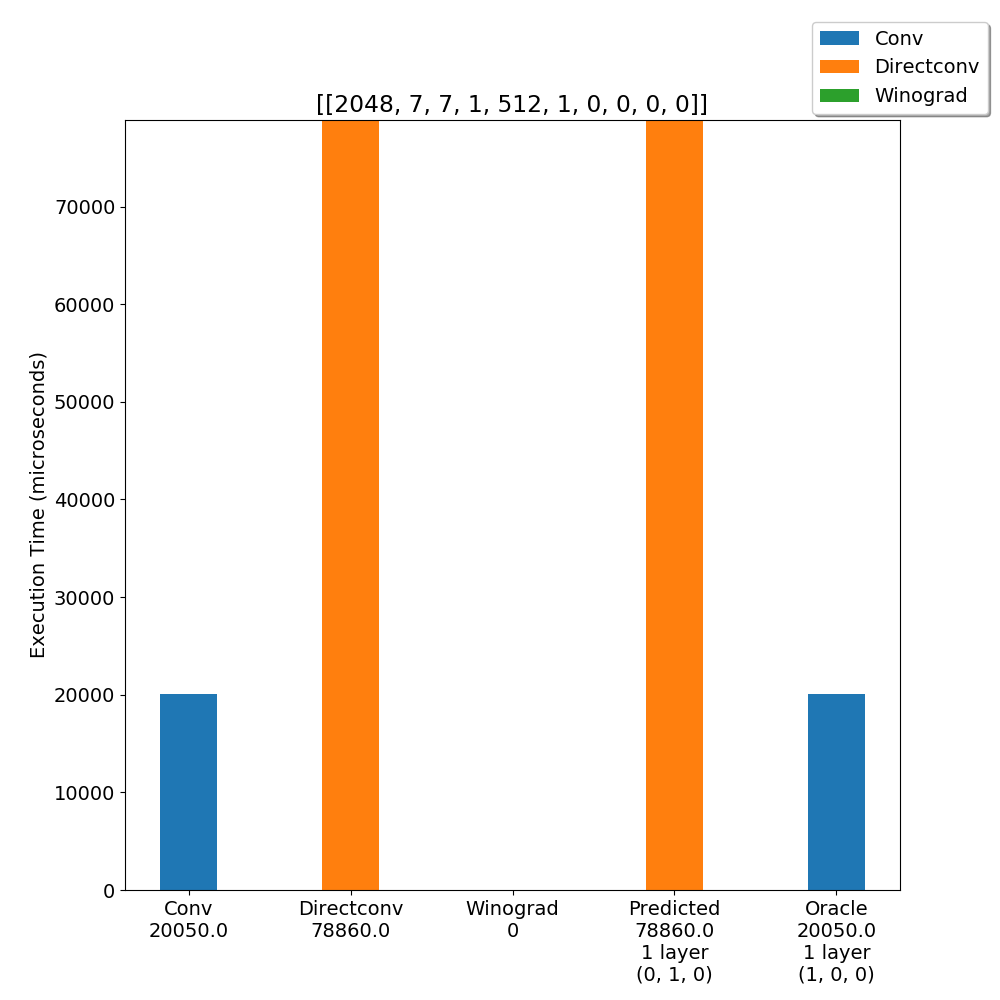 Conv
Directconv
Winograd
[[2048, 7, 7, 1, 512, 1, 0, 0, 0, 0]]
Execution Time (microseconds)
70000
60000
50000
40000
30000
20000
10000
0
Conv
20050.0
Directconv
78860.0
Winograd
0
Predicted
78860.0
1 layer
(0, 1, 0)
Oracle
20050.0
1 layer
(1, 0, 0)